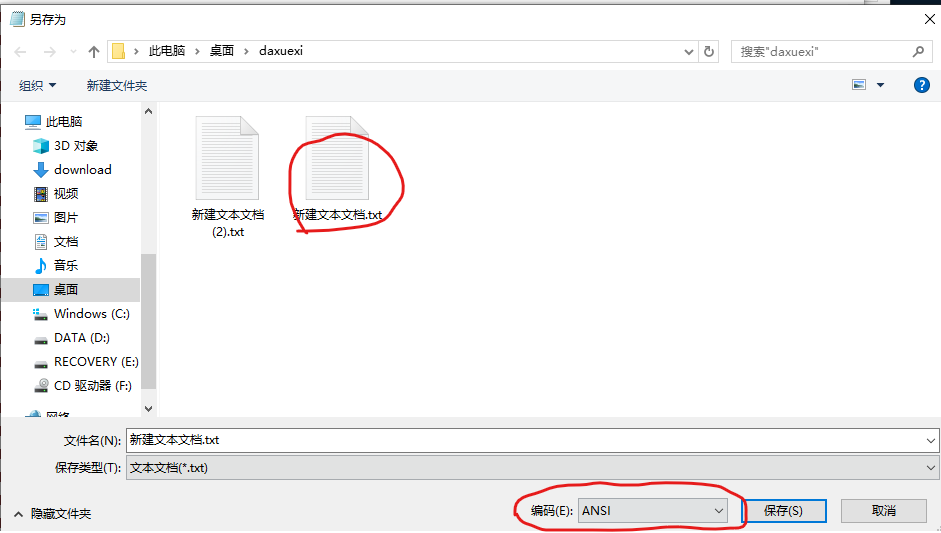 另存为
此电脑 › 桌面 › daxuexi
搜索"daxuexi"
组织
新建文件夹
此电脑
3D 对象
download
视频
图片
文档
音乐
桌面
Windows (C:)
DATA (D:)
RECOVERY (E:)
CD 驱动器 (F:)
网络
新建文本文档
(2).txt
新建文本文档.txt
文件名(N):
新建文本文档.txt
保存类型(T):
文本文档(*.txt)
隐藏文件夹
编码(E):
ANSI
保存(S)
取消